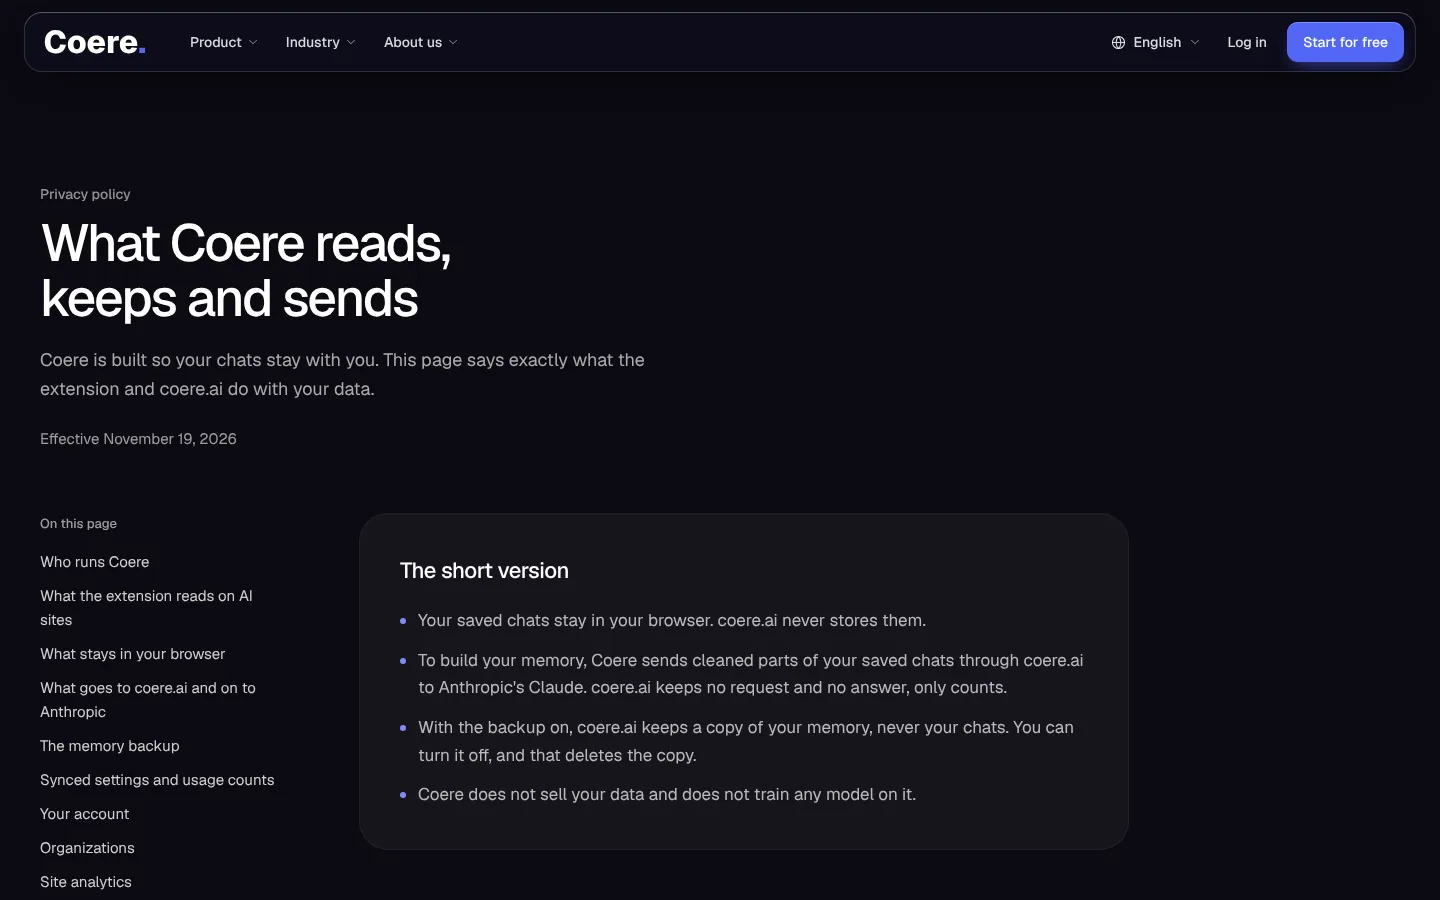 Coere.
Product
Industry
About us
English
Log in
Start for free
Privacy policy
What Coere reads,
keeps and sends
Coere is built so your chats stay with you. This page says exactly what the
extension and coere.ai do with your data.
Effective November 19, 2026
On this page
Who runs Coere
What the extension reads on AI
sites
What stays in your browser
What goes to coere.ai and on to
Anthropic
The memory backup
Synced settings and usage counts
Your account
Organizations
Site analytics
The short version
Your saved chats stay in your browser. coere.ai never stores them.
To build your memory, Coere sends cleaned parts of your saved chats through coere.ai
to Anthropic's Claude. coere.ai keeps no request and no answer, only counts.
With the backup on, coere.ai keeps a copy of your memory, never your chats. You can
turn it off, and that deletes the copy.
Coere does not sell your data and does not train any model on it.